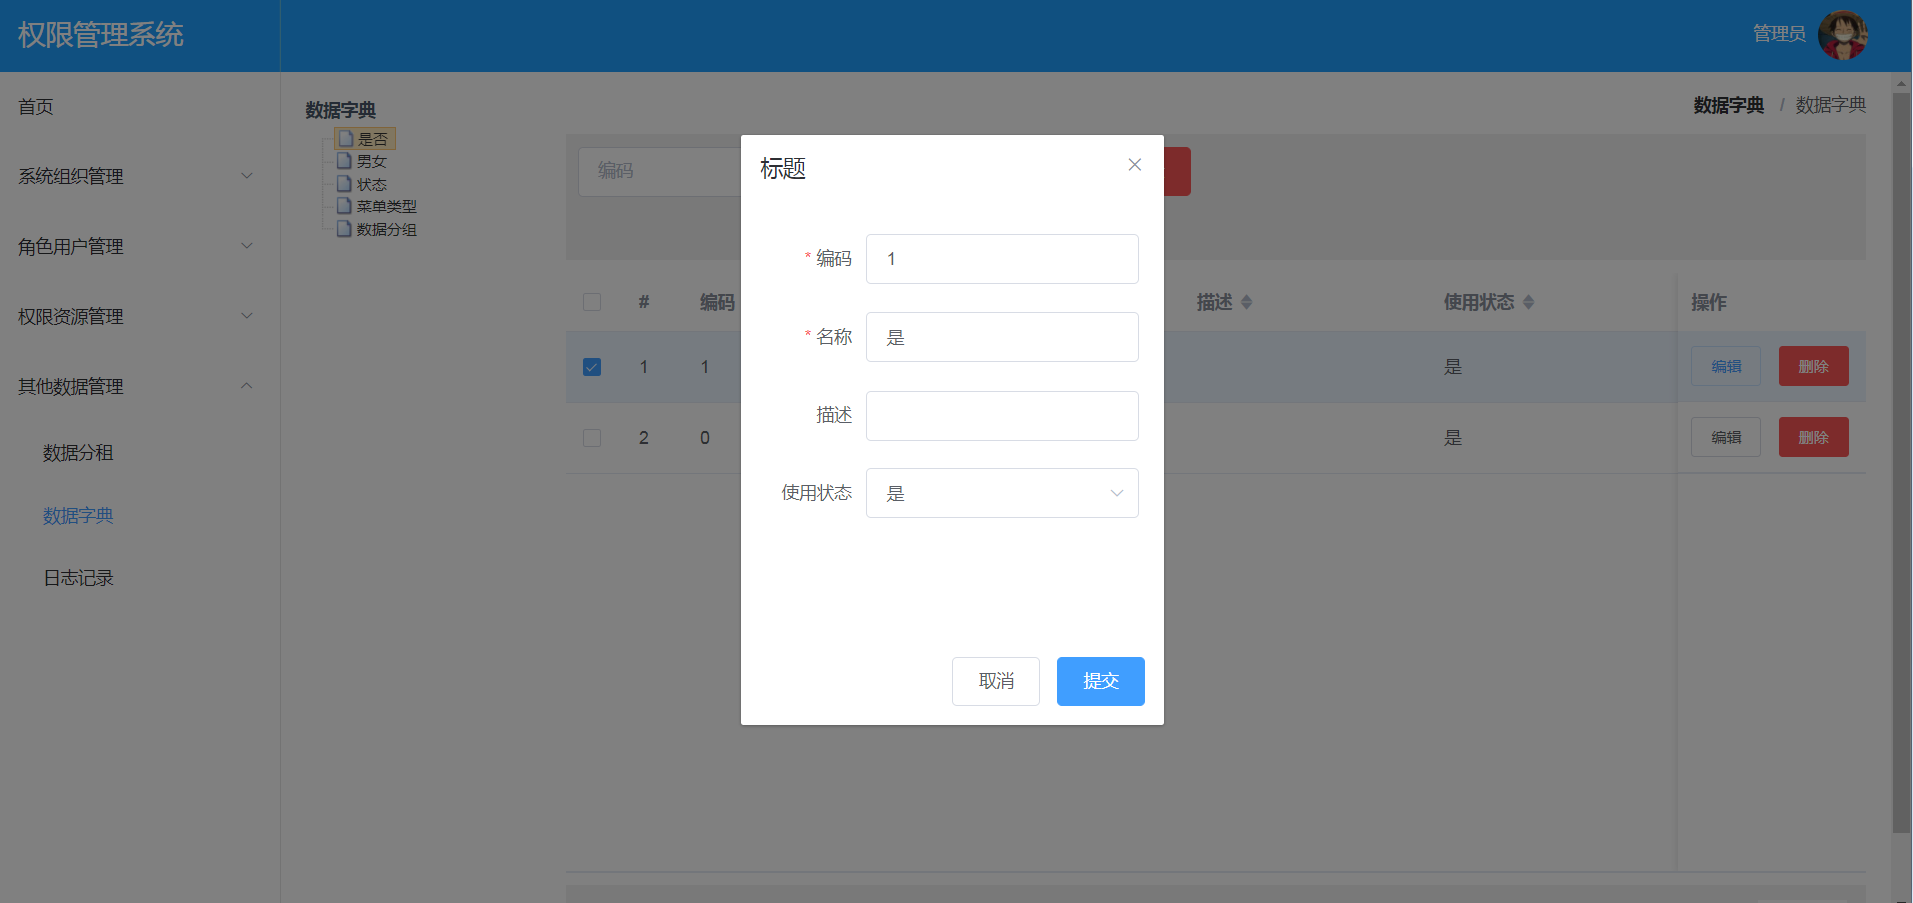 权限管理系统
管理员
首页
系统组织管理
角色用户管理
权限资源管理
其他数据管理
数据分租
数据字典
日志记录
数据字典
是否
男女
状态
菜单类型
数据分组
数据字典 / 数据字典
编码
# 编码 描述 使用状态 操作
1 1 是 编辑 删除
2 0 是 编辑 删除
标题
* 编码 1
* 名称 是
描述
使用状态 是
取消 提交